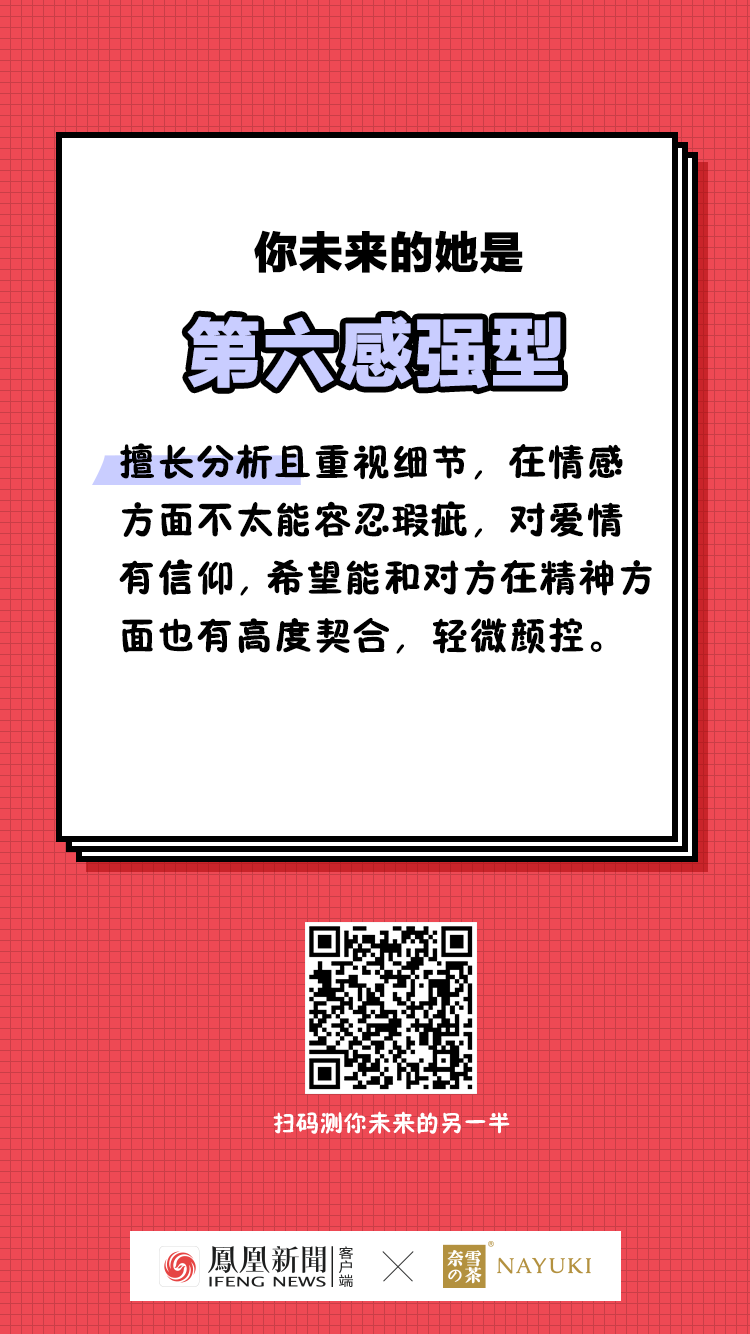 你未来的她是
第六感强型
擅长分析且重视细节，在情感
方面不太能容忍瑕疵，对爱情
有信仰，希望能和对方在精神方
面也有高度契合，轻微颜控。
扫码测你未来的另一半
鳳凰新聞 客户端
IFENG NEWS
奈雪の茶® NAYUKI